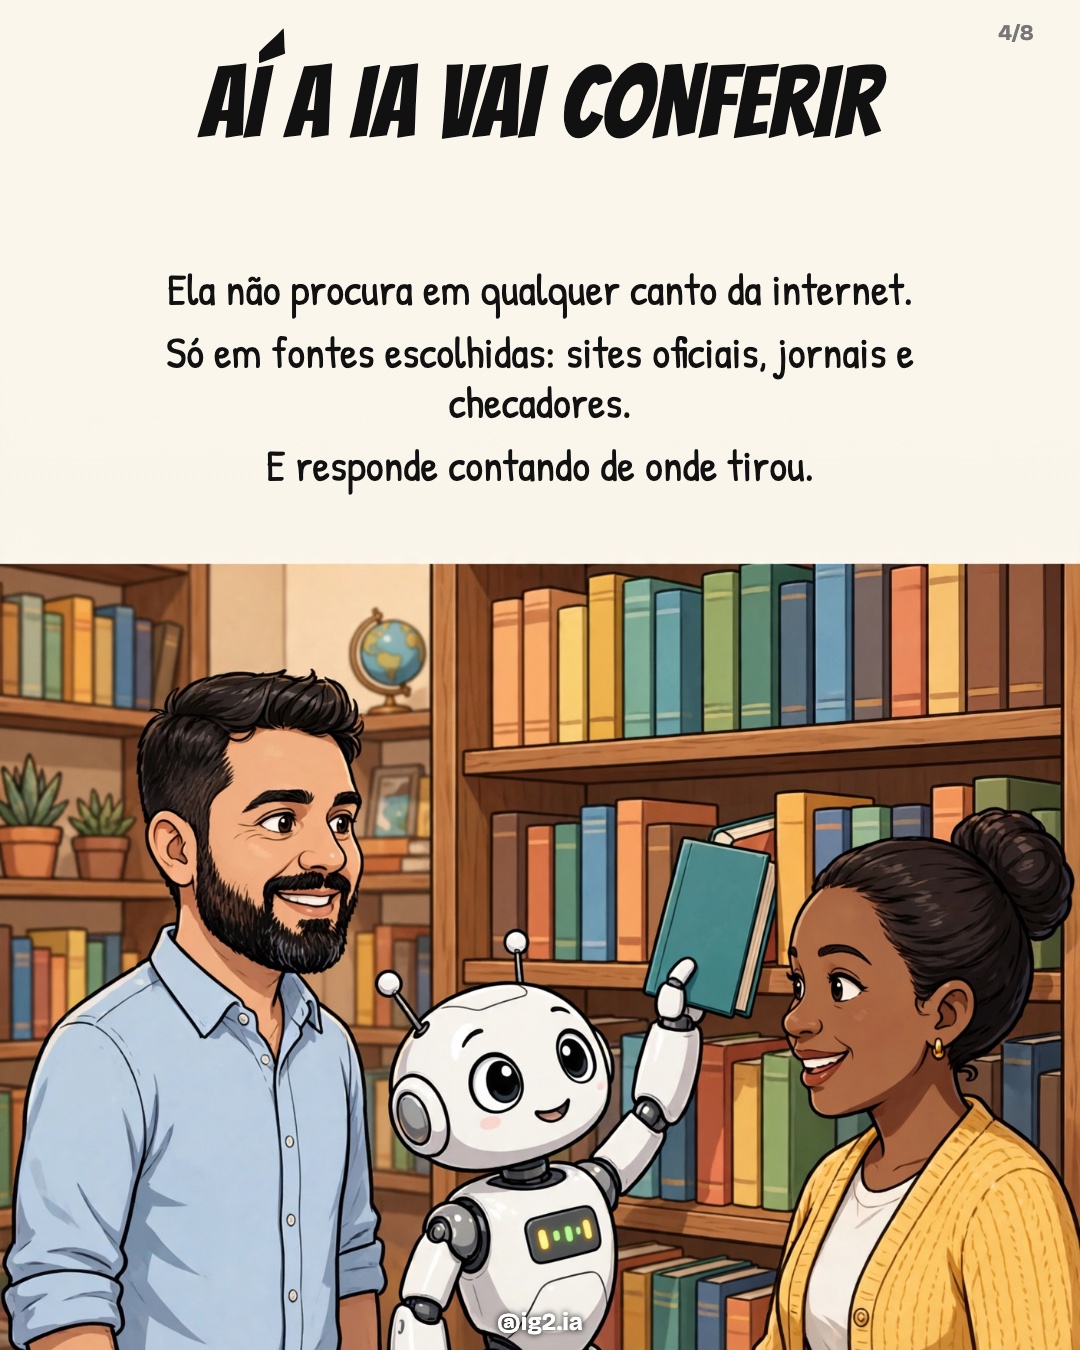 4/8
AÍ A IA VAI CONFERIR
Ela não procura em qualquer canto da internet.
Só em fontes escolhidas: sites oficiais, jornais e
checadores.
E responde contando de onde tirou.
@ig2.ia